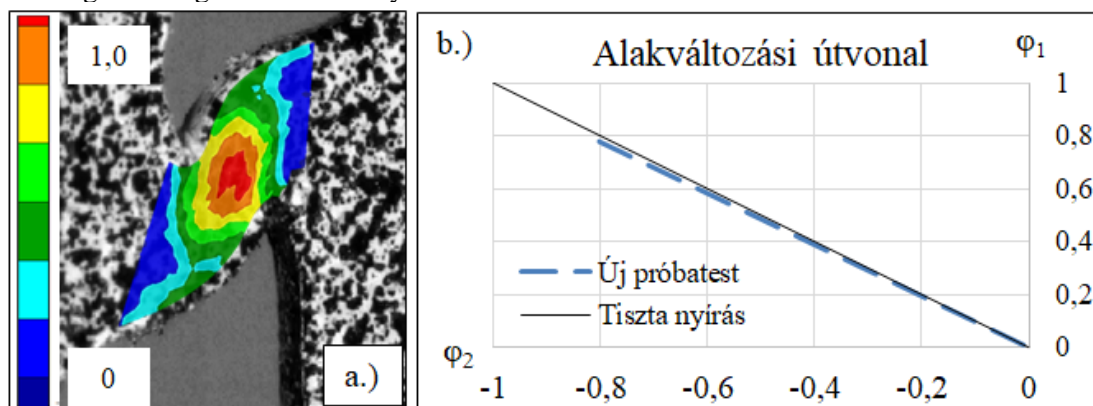 1,0
0
a.)
b.)
Alakváltozási útvonal
φ1
1
0,8
0,6
0,4
0,2
0
Új próbatest
Tiszta nyírás
φ2
-1 -0,8 -0,6 -0,4 -0,2 0